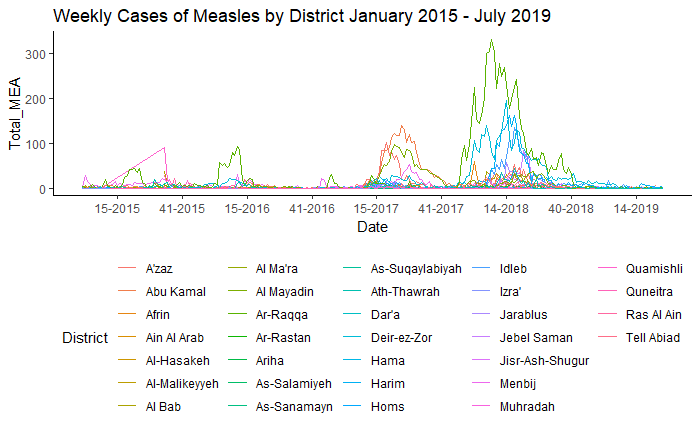 Weekly Cases of Measles by District January 2015 - July 2019
Total_MEA
300
200
100
0
15-2015 41-2015 15-2016 41-2016 15-2017 41-2017 14-2018 40-2018 14-2019
Date
District
A'zaz Al Ma'ra As-Suqaylabiyah Idleb Quamishli
Abu Kamal Al Mayadin Ath-Thawrah Izra' Quneitra
Afrin Ar-Raqqa Dar'a Jarablus Ras Al Ain
Ain Al Arab Ar-Rastan Deir-ez-Zor Jebel Saman Tell Abiad
Al-Hasakeh Ariha Hama Jisr-Ash-Shugur
Al-Malikeyyeh As-Salamiyeh Harim Menbij
Al Bab As-Sanamayn Homs Muhradah